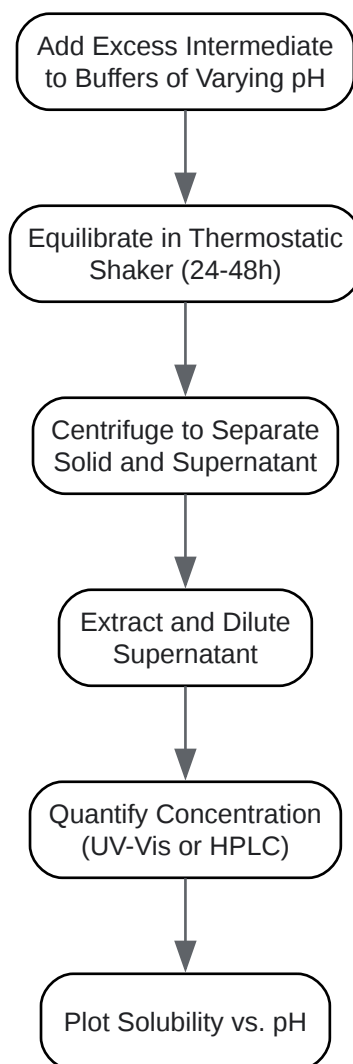 Add Excess Intermediate
to Buffers of Varying pH
Equilibrate in Thermostatic
Shaker (24-48h)
Centrifuge to Separate
Solid and Supernatant
Extract and Dilute
Supernatant
Quantify Concentration
(UV-Vis or HPLC)
Plot Solubility vs. pH